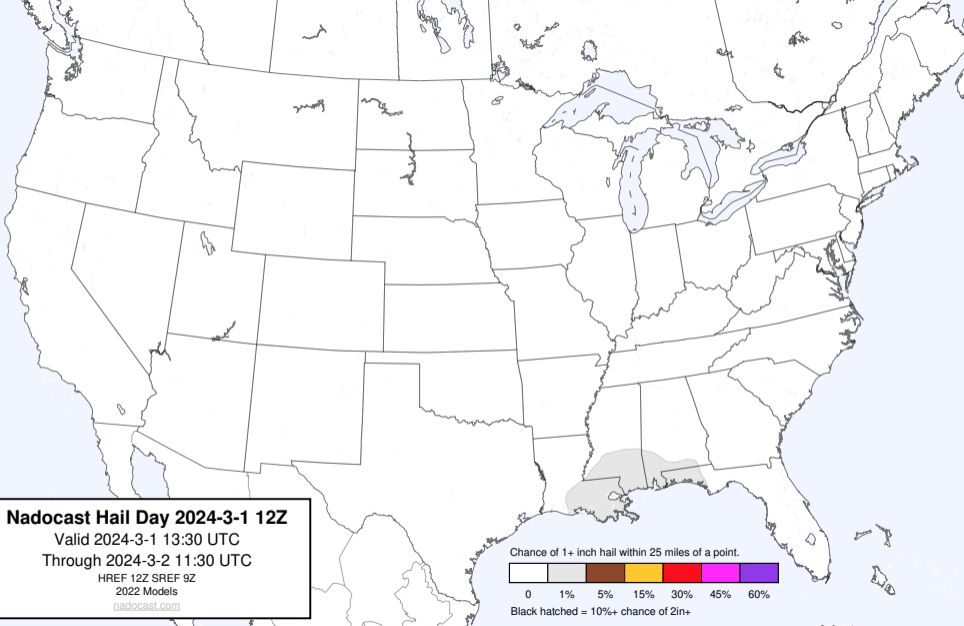 Nadocast Hail Day 2024-3-1 12Z
Valid 2024-3-1 13:30 UTC
Through 2024-3-2 11:30 UTC
HREF 12Z SREF 9Z
2022 Models
nadocast.com
Chance of 1+ inch hail within 25 miles of a point.
0 1% 5% 15% 30% 45% 60%
Black hatched = 10%+ chance of 2in+